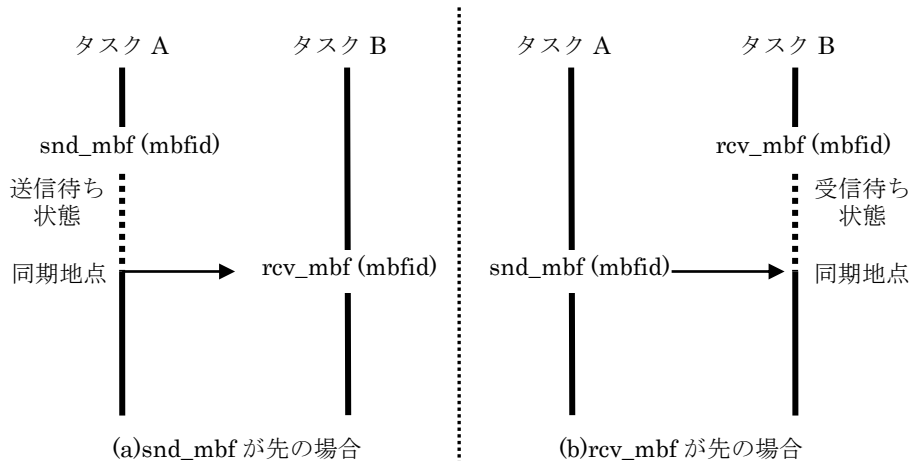 タスク A
タスク B
snd_mbf (mbfid)
送信待ち
状態
同期地点
rcv_mbf (mbfid)
(a)snd_mbf が先の場合
タスク A
タスク B
rcv_mbf (mbfid)
受信待ち
状態
snd_mbf (mbfid)
同期地点
(b)rcv_mbf が先の場合